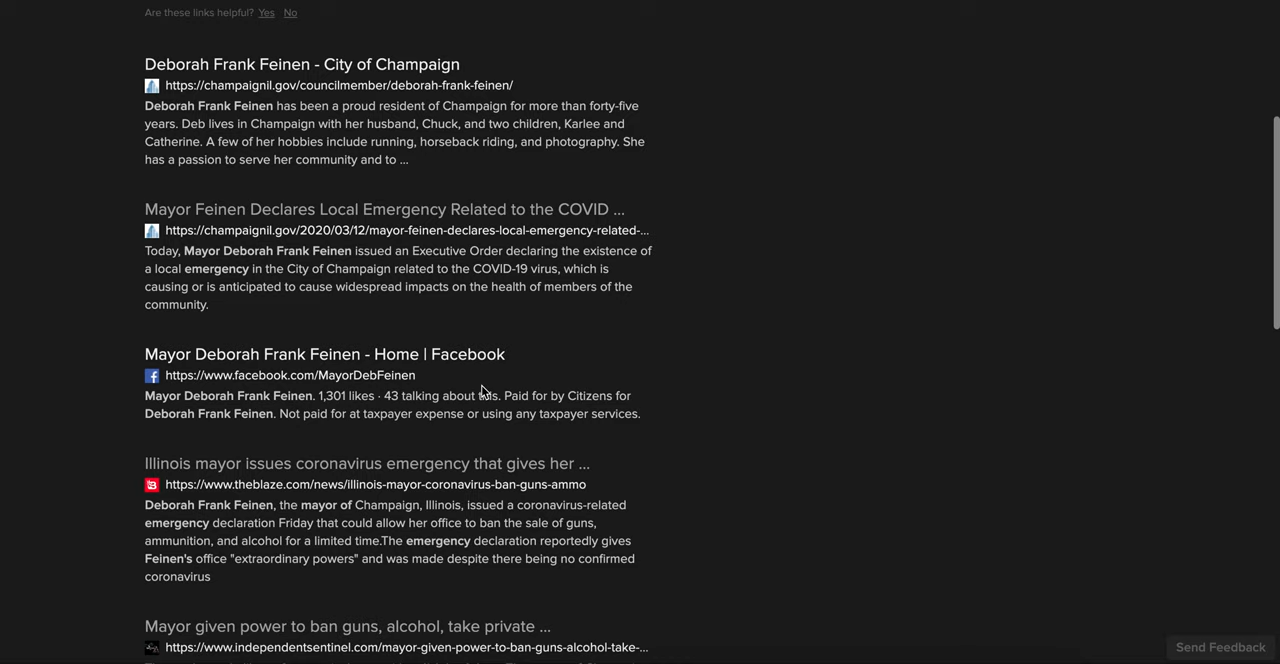 Are these links helpful? Yes No
Deborah Frank Feinen - City of Champaign
https://champaignil.gov/councilmember/deborah-frank-feinen/
Deborah Frank Feinen has been a proud resident of Champaign for more than forty-five
years. Deb lives in Champaign with her husband, Chuck, and two children, Karlee and
Catherine. A few of her hobbies include running, horseback riding, and photography. She
has a passion to serve her community and to ...
Mayor Feinen Declares Local Emergency Related to the COVID ...
https://champaignil.gov/2020/03/12/mayor-feinen-declares-local-emergency-related-...
Today, Mayor Deborah Frank Feinen issued an Executive Order declaring the existence of
a local emergency in the City of Champaign related to the COVID-19 virus, which is
causing or is anticipated to cause widespread impacts on the health of members of the
community.
Mayor Deborah Frank Feinen - Home | Facebook
https://www.facebook.com/MayorDebFeinen
Mayor Deborah Frank Feinen. 1,301 likes · 43 talking about this. Paid for by Citizens for
Deborah Frank Feinen. Not paid for at taxpayer expense or using any taxpayer services.
Illinois mayor issues coronavirus emergency that gives her ...
https://www.theblaze.com/news/illinois-mayor-coronavirus-ban-guns-ammo
Deborah Frank Feinen, the mayor of Champaign, Illinois, issued a coronavirus-related
emergency declaration Friday that could allow her office to ban the sale of guns,
ammunition, and alcohol for a limited time.The emergency declaration reportedly gives
Feinen's office "extraordinary powers" and was made despite there being no confirmed
coronavirus
Mayor given power to ban guns, alcohol, take private ...
https://www.independentsentinel.com/mayor-given-power-to-ban-guns-alcohol-take-...
Send Feedback